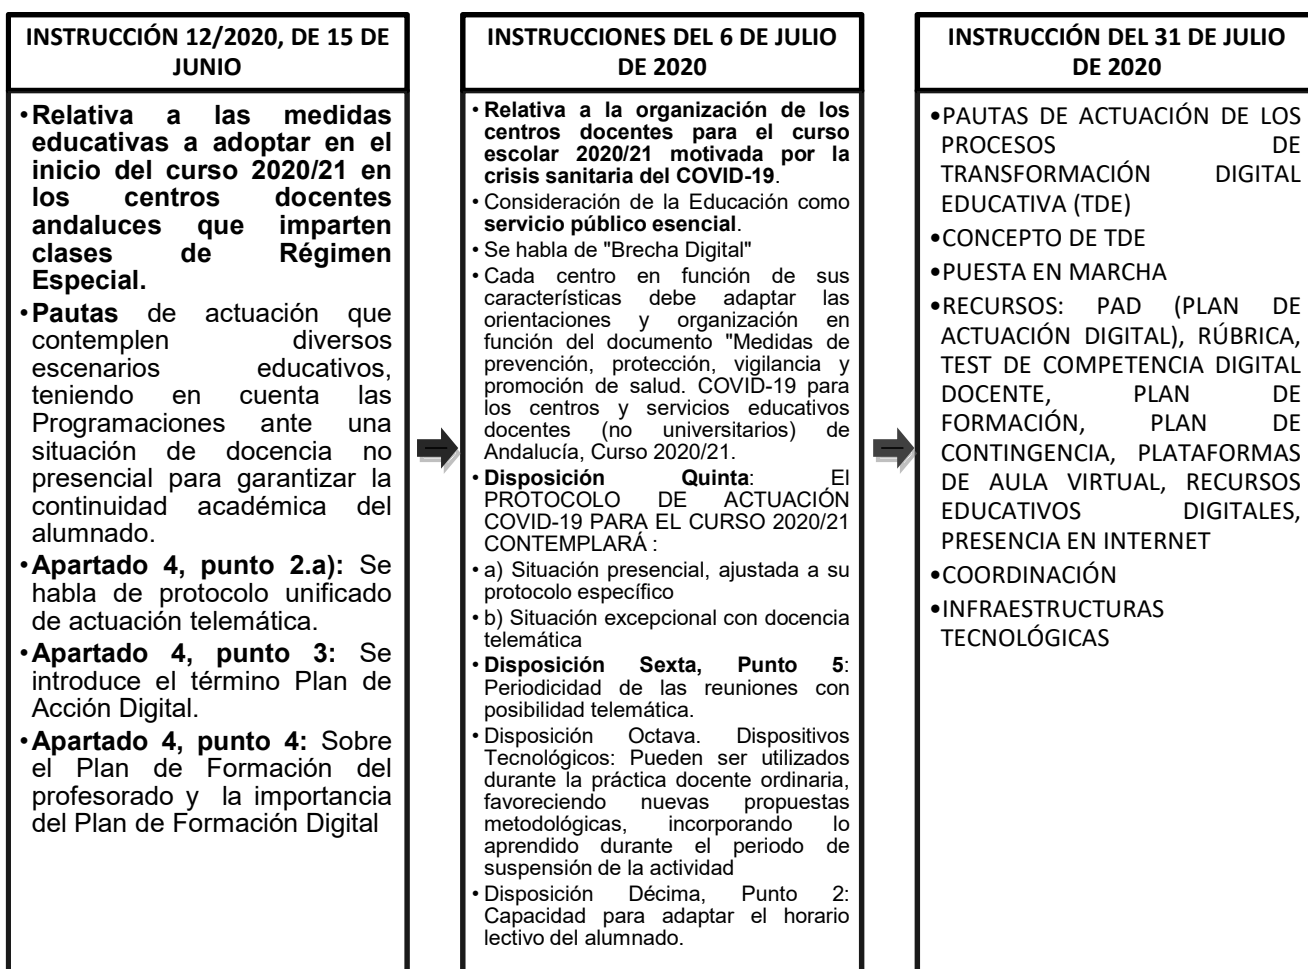 INSTRUCCIÓN 12/2020, DE 15 DE
JUNIO
•Relativa a las medidas
educativas a adoptar en el
inicio del curso 2020/21 en
los centros docentes
andaluces que imparten
clases de Régimen
Especial.
•Pautas de actuación que
contemplen diversos
escenarios educativos,
teniendo en cuenta las
Programaciones ante una
situación de docencia no
presencial para garantizar la
continuidad académica del
alumnado.
•Apartado 4, punto 2.a): Se
habla de protocolo unificado
de actuación telemática.
•Apartado 4, punto 3: Se
introduce el término Plan de
Acción Digital.
•Apartado 4, punto 4: Sobre
el Plan de Formación del
profesorado y la importancia
del Plan de Formación Digital
INSTRUCCIONES DEL 6 DE JULIO
DE 2020
•Relativa a la organización de los
centros docentes para el curso
escolar 2020/21 motivada por la
crisis sanitaria del COVID-19.
•Consideración de la Educación como
servicio público esencial.
•Se habla de "Brecha Digital"
•Cada centro en función de sus
características debe adaptar las
orientaciones y organización en
función del documento "Medidas de
prevención, protección, vigilancia y
promoción de salud. COVID-19 para
los centros y servicios educativos
docentes (no universitarios) de
Andalucía, Curso 2020/21.
•Disposición Quinta: El
PROTOCOLO DE ACTUACIÓN
COVID-19 PARA EL CURSO 2020/21
CONTEMPLARÁ :
•a) Situación presencial, ajustada a su
protocolo específico
•b) Situación excepcional con docencia
telemática
•Disposición Sexta, Punto 5:
Periodicidad de las reuniones con
posibilidad telemática.
•Disposición Octava. Dispositivos
Tecnológicos: Pueden ser utilizados
durante la práctica docente ordinaria,
favoreciendo nuevas propuestas
metodológicas, incorporando lo
aprendido durante el periodo de
suspensión de la actividad
•Disposición Décima, Punto 2:
Capacidad para adaptar el horario
lectivo del alumnado.
INSTRUCCIÓN DEL 31 DE JULIO
DE 2020
•PAUTAS DE ACTUACIÓN DE LOS
PROCESOS DE
TRANSFORMACIÓN DIGITAL
EDUCATIVA (TDE)
•CONCEPTO DE TDE
•PUESTA EN MARCHA
•RECURSOS: PAD (PLAN DE
ACTUACIÓN DIGITAL), RÚBRICA,
TEST DE COMPETENCIA DIGITAL
DOCENTE, PLAN DE
FORMACIÓN, PLAN DE
CONTINGENCIA, PLATAFORMAS
DE AULA VIRTUAL, RECURSOS
EDUCATIVOS DIGITALES,
PRESENCIA EN INTERNET
•COORDINACIÓN
•INFRAESTRUCTURAS
TECNOLÓGICAS